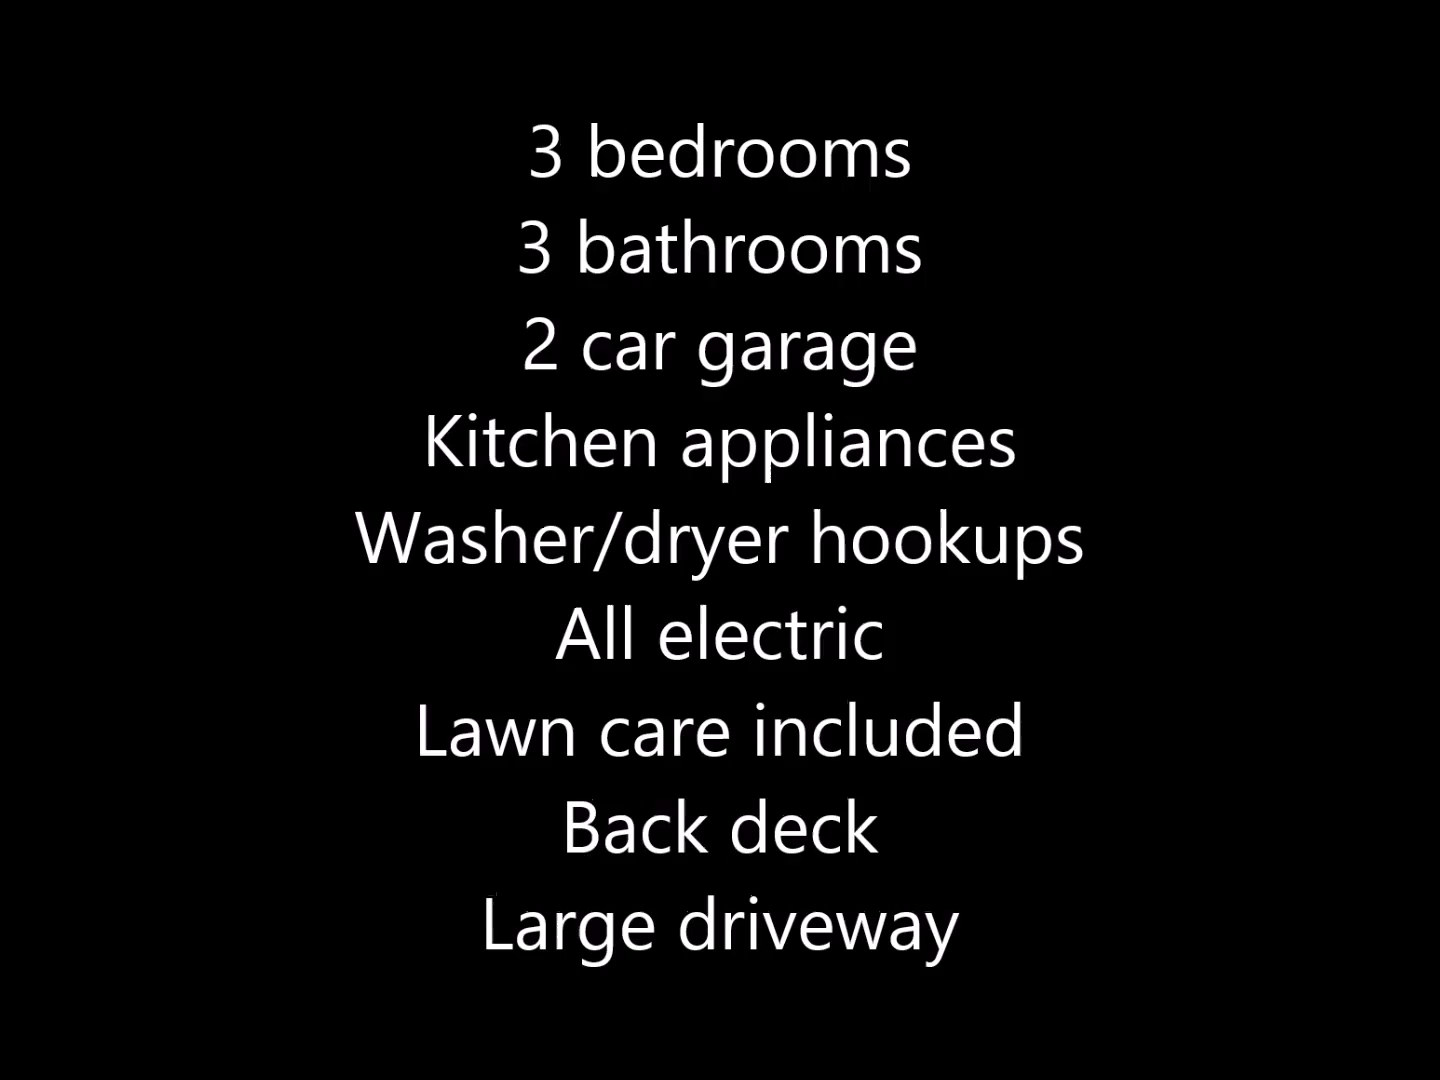 3 bedrooms
3 bathrooms
2 car garage
Kitchen appliances
Washer/dryer hookups
All electric
Lawn care included
Back deck
Large driveway